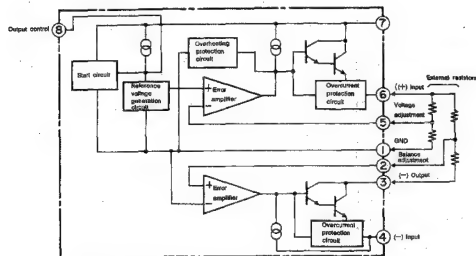 Output control
8
7
Overheating
protection
circuit
Start circuit
Reference
voltage
generation
circuit
Error
amplifier
Overcurrent
protection
circuit
6
(+) Input
External resistors
Voltage
adjustment
5
GND
1
Balance
adjustment
2
(−) Output
3
Error
amplifier
Overcurrent
protection
circuit
4
(−) Input
+
−
+
−